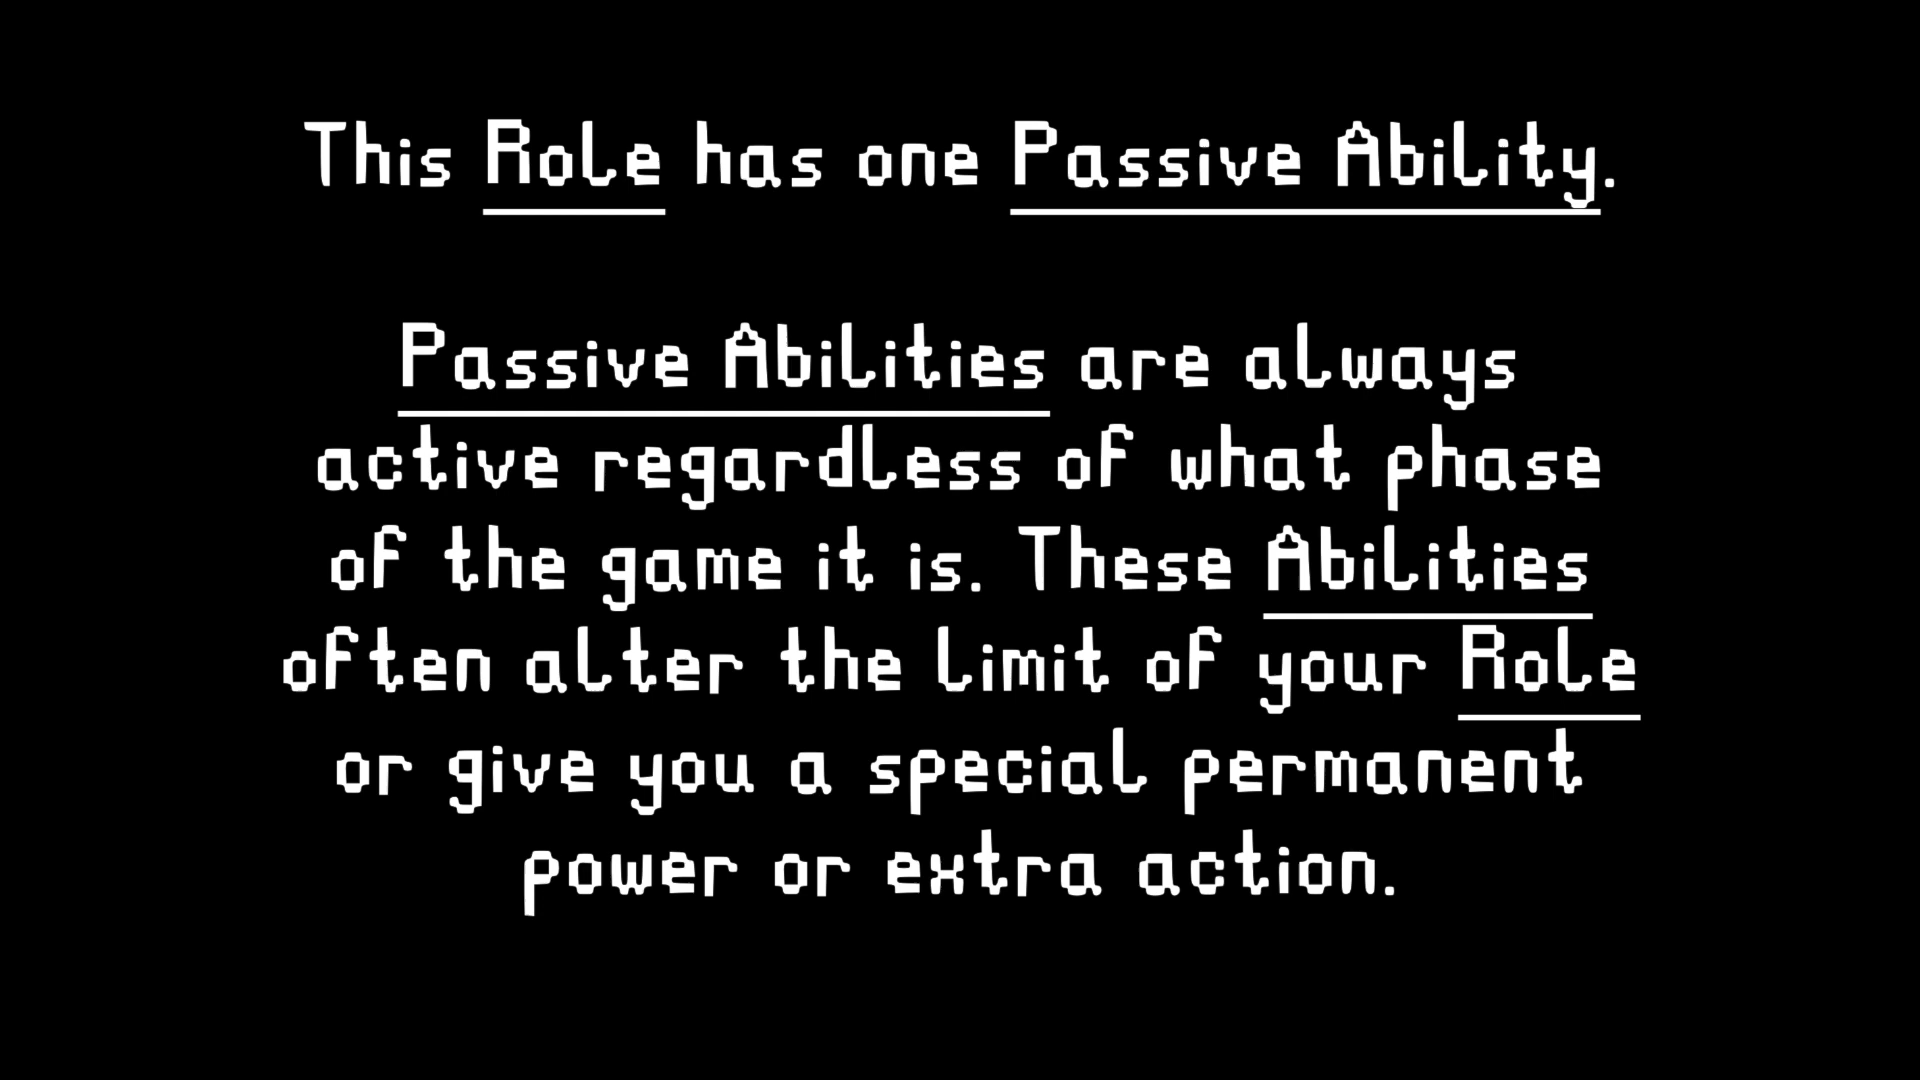 This Role has one Passive Ability.
Passive Abilities are always
active regardless of what phase
of the game it is. These Abilities
often alter the limit of your Role
or give you a special permanent
power or extra action.